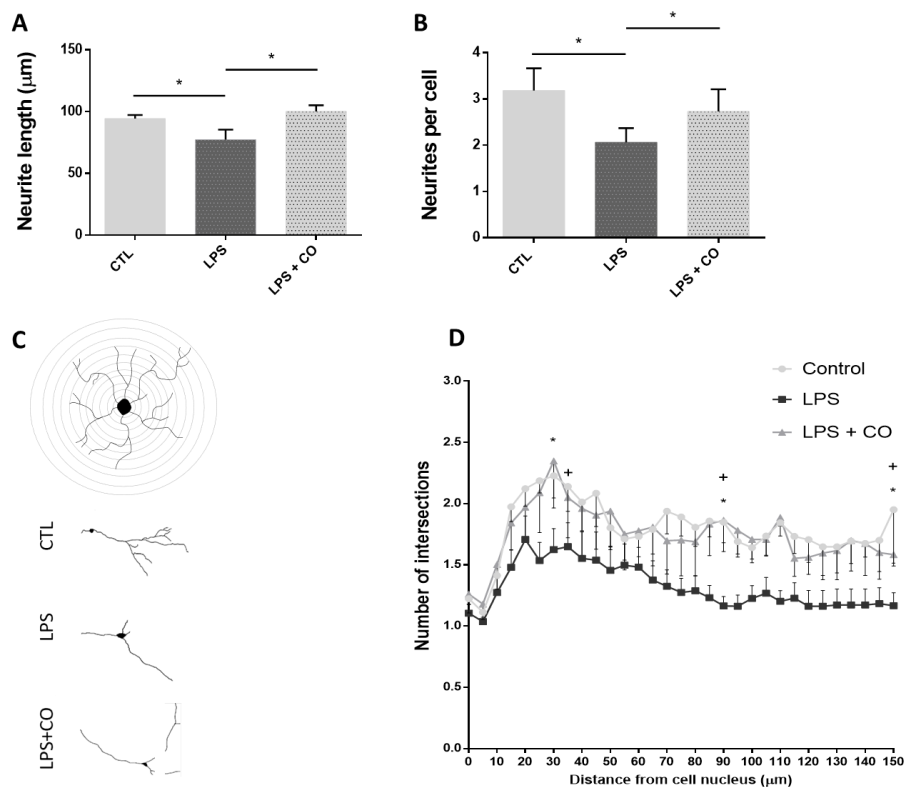 A
Neurite length (μm)
150
100
50
0
*
*
CTL
LPS
LPS + CO
B
Neurites per cell
4
3
2
1
0
*
*
CTL
LPS
LPS + CO
C
CTL
LPS
LPS+CO
D
Control
LPS
LPS + CO
Number of intersections
3.0
2.5
2.0
1.5
1.0
0.5
0.0
*
+
+
*
+
*
0 10 20 30 40 50 60 70 80 90 100 110 120 130 140 150
Distance from cell nucleus (μm)